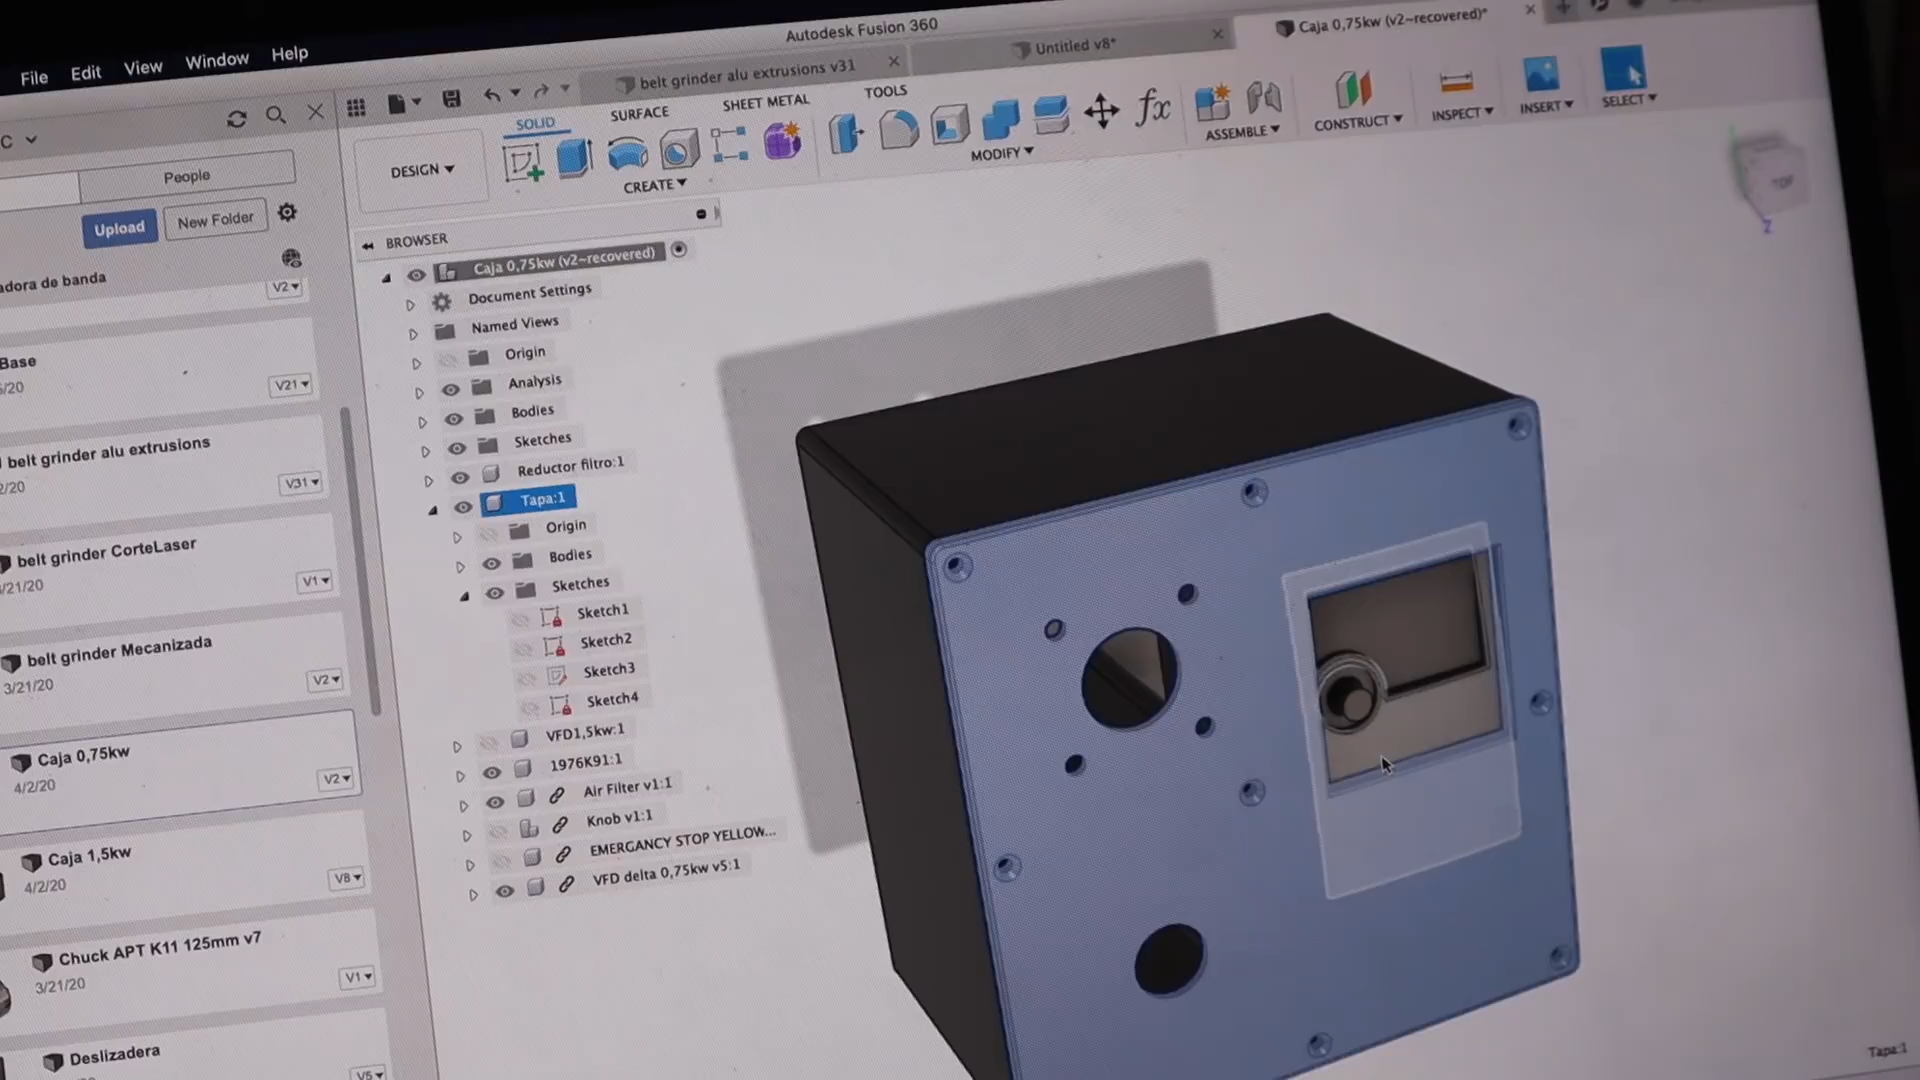 Autodesk Fusion 360
File Edit View Window Help
belt grinder alu extrusions v31
Untitled v8*
Caja 0,75kw (v2~recovered)*
C
SOLID
SURFACE
SHEET METAL
TOOLS
DESIGN
CREATE
MODIFY
fx
ASSEMBLE
CONSTRUCT
INSPECT
INSERT
SELECT
People
Upload
New Folder
adora de banda
V2
Base
/20
V21
belt grinder alu extrusions
2/20
V31
belt grinder CorteLaser
/21/20
V1
belt grinder Mecanizada
3/21/20
V2
Caja 0,75kw
4/2/20
V2
Caja 1,5kw
4/2/20
V8
Chuck APT K11 125mm v7
3/21/20
V1
Deslizadera
V5
BROWSER
Caja 0,75kw (v2~recovered)
Document Settings
Named Views
Origin
Analysis
Bodies
Sketches
Reductor filtro:1
Tapa:1
Origin
Bodies
Sketches
Sketch1
Sketch2
Sketch3
Sketch4
VFD1,5kw:1
1976K91:1
Air Filter v1:1
Knob v1:1
EMERGANCY STOP YELLOW...
VFD delta 0,75kw v5:1
TOP
Z
Tapa:1